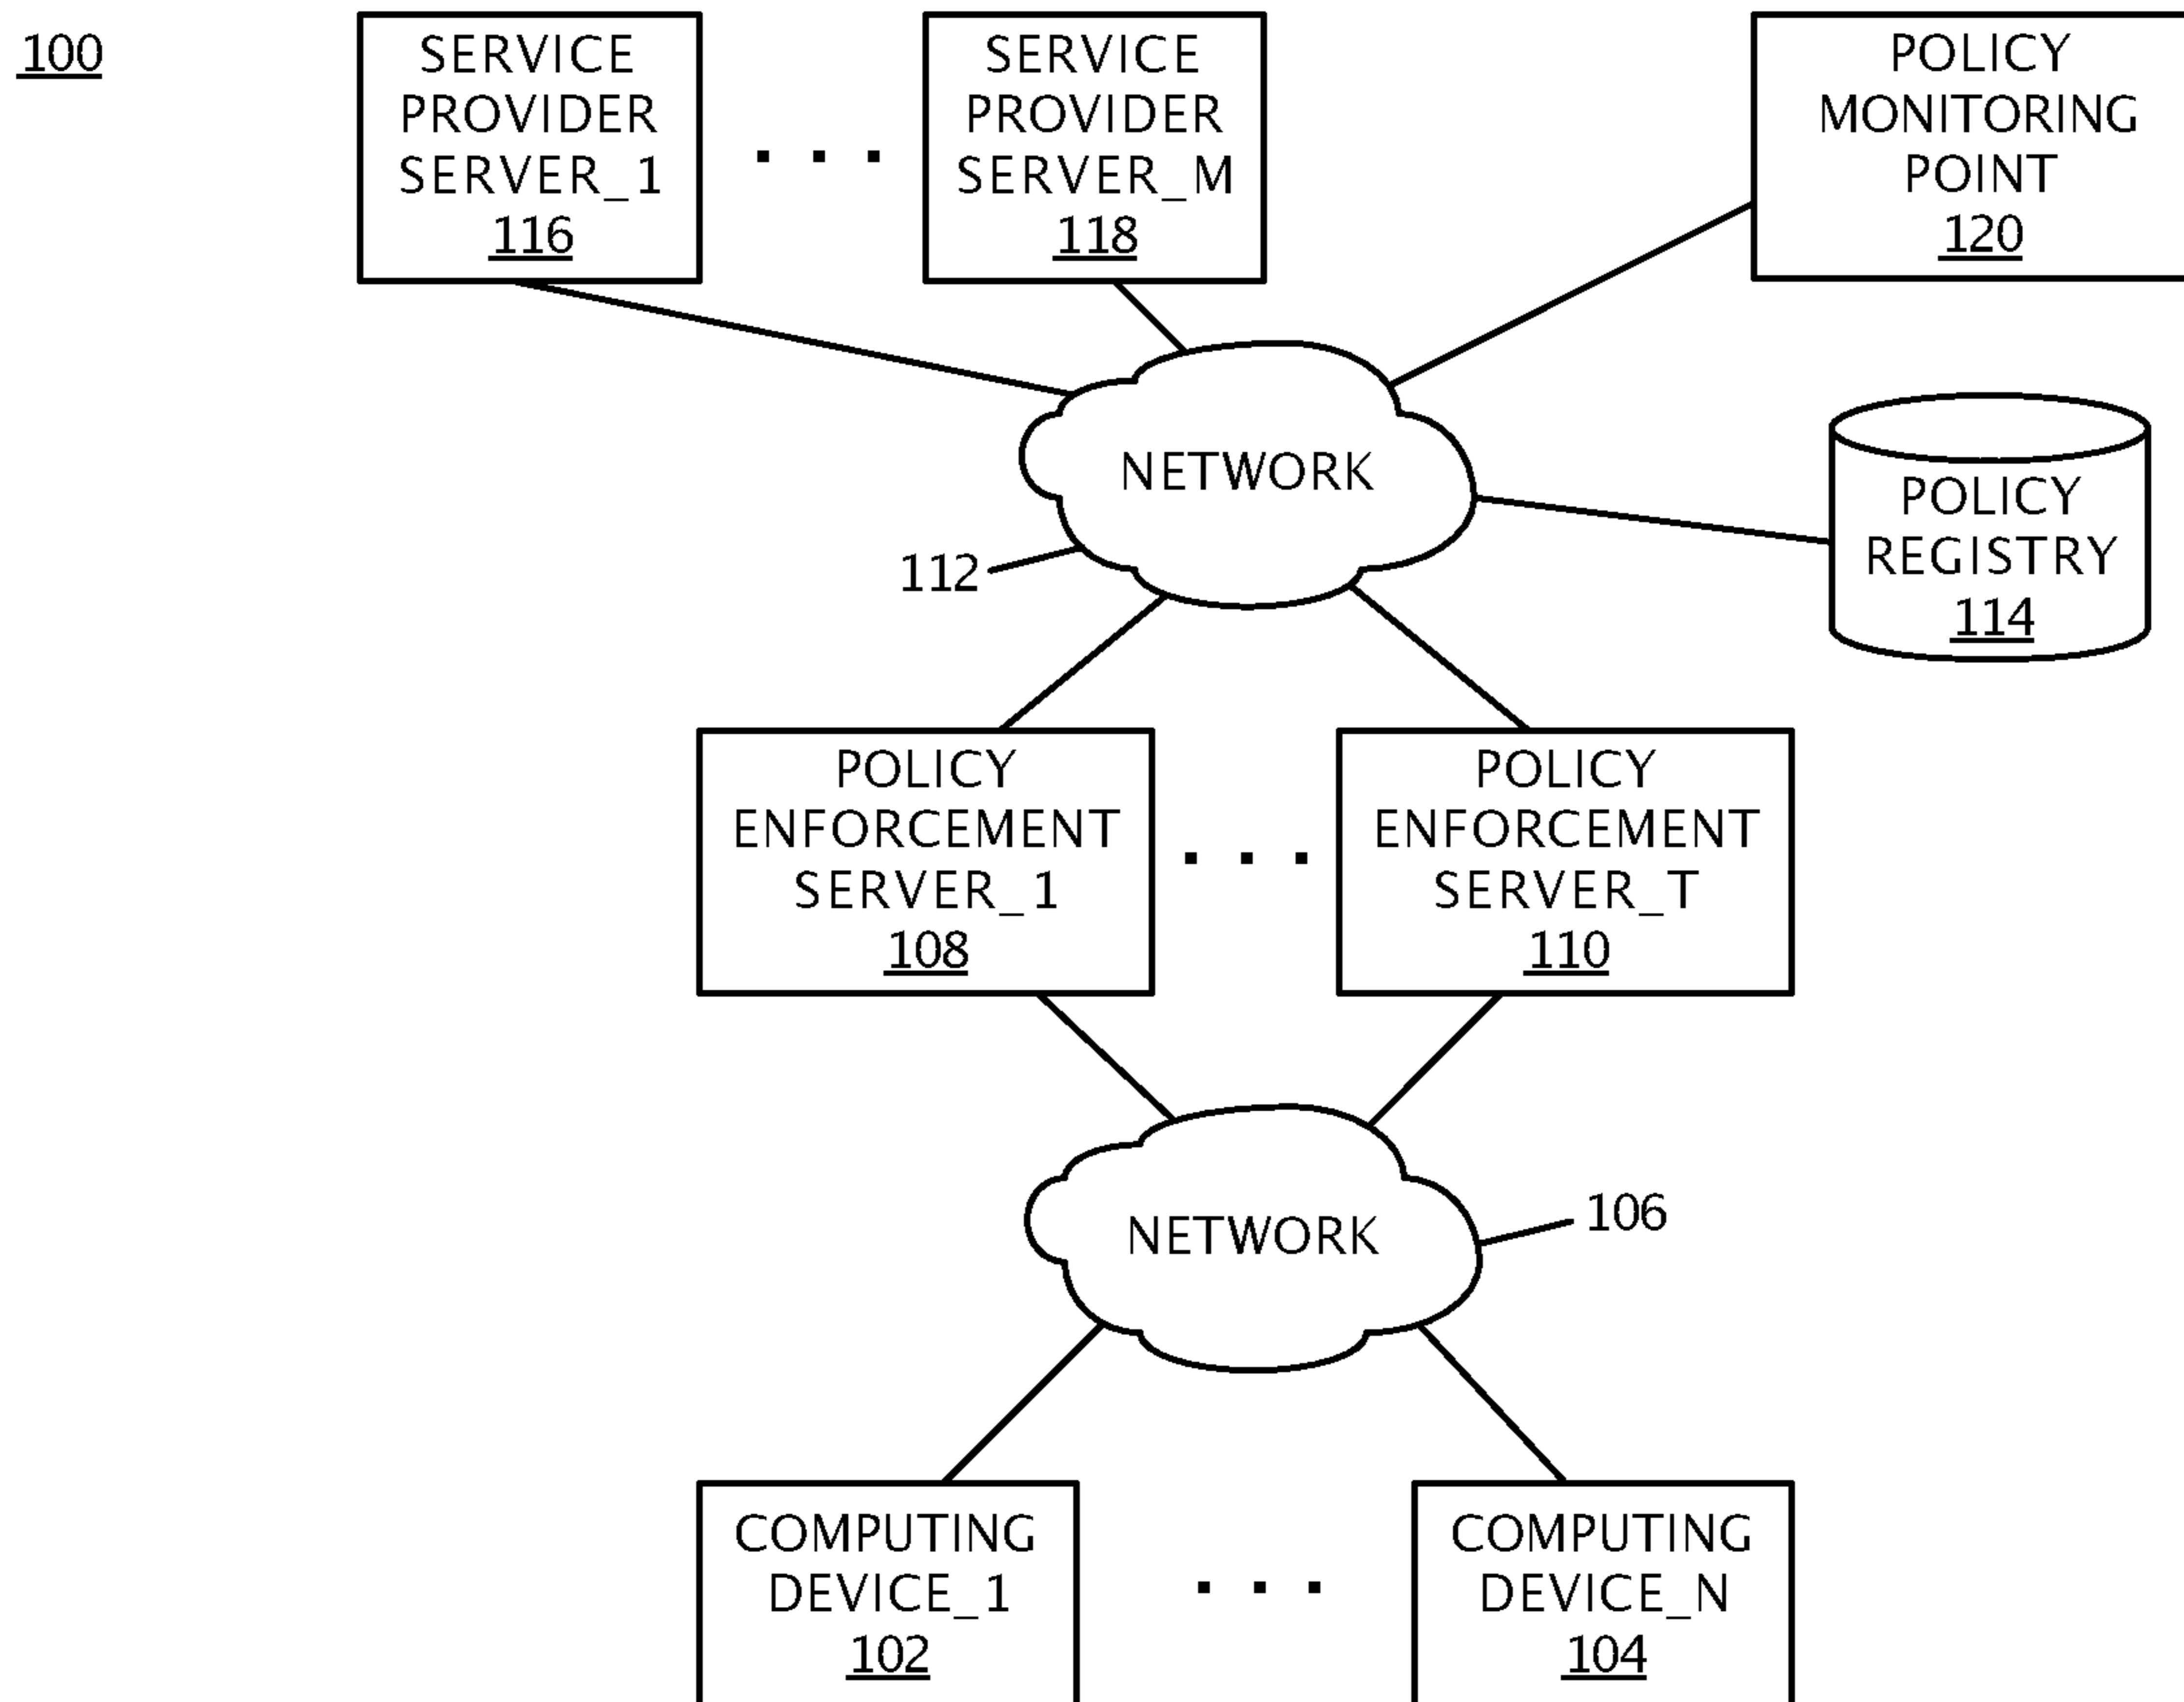 100
SERVICE
PROVIDER
SERVER_1
116
. . .
SERVICE
PROVIDER
SERVER_M
118
POLICY
MONITORING
POINT
120
NETWORK
112
POLICY
REGISTRY
114
POLICY
ENFORCEMENT
SERVER_1
108
. . .
POLICY
ENFORCEMENT
SERVER_T
110
NETWORK
106
COMPUTING
DEVICE_1
102
. . .
COMPUTING
DEVICE_N
104